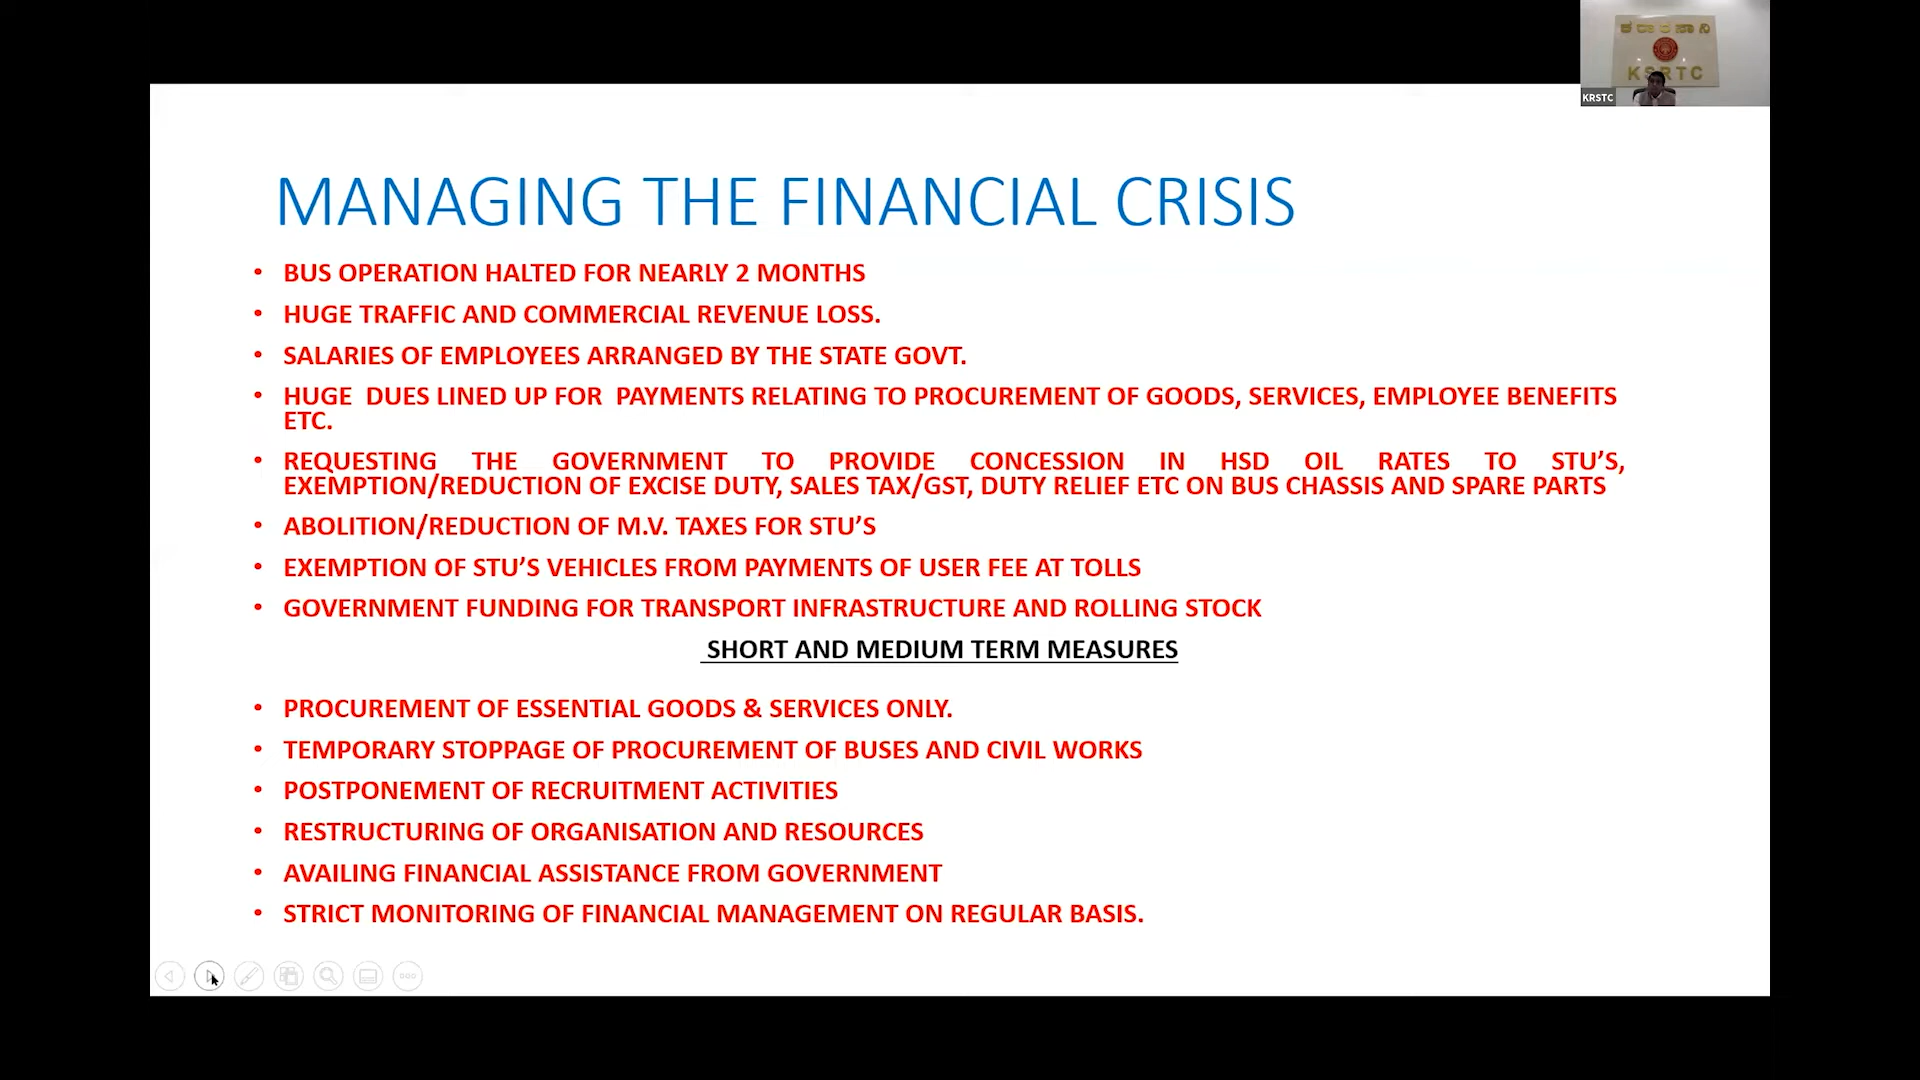 ಕರಾರಸಾನಿ
KSRTC
KRSTC
MANAGING THE FINANCIAL CRISIS
• BUS OPERATION HALTED FOR NEARLY 2 MONTHS
• HUGE TRAFFIC AND COMMERCIAL REVENUE LOSS.
• SALARIES OF EMPLOYEES ARRANGED BY THE STATE GOVT.
• HUGE DUES LINED UP FOR PAYMENTS RELATING TO PROCUREMENT OF GOODS, SERVICES, EMPLOYEE BENEFITS
ETC.
• REQUESTING THE GOVERNMENT TO PROVIDE CONCESSION IN HSD OIL RATES TO STU’S,
EXEMPTION/REDUCTION OF EXCISE DUTY, SALES TAX/GST, DUTY RELIEF ETC ON BUS CHASSIS AND SPARE PARTS
• ABOLITION/REDUCTION OF M.V. TAXES FOR STU’S
• EXEMPTION OF STU’S VEHICLES FROM PAYMENTS OF USER FEE AT TOLLS
• GOVERNMENT FUNDING FOR TRANSPORT INFRASTRUCTURE AND ROLLING STOCK
SHORT AND MEDIUM TERM MEASURES
• PROCUREMENT OF ESSENTIAL GOODS & SERVICES ONLY.
• TEMPORARY STOPPAGE OF PROCUREMENT OF BUSES AND CIVIL WORKS
• POSTPONEMENT OF RECRUITMENT ACTIVITIES
• RESTRUCTURING OF ORGANISATION AND RESOURCES
• AVAILING FINANCIAL ASSISTANCE FROM GOVERNMENT
• STRICT MONITORING OF FINANCIAL MANAGEMENT ON REGULAR BASIS.